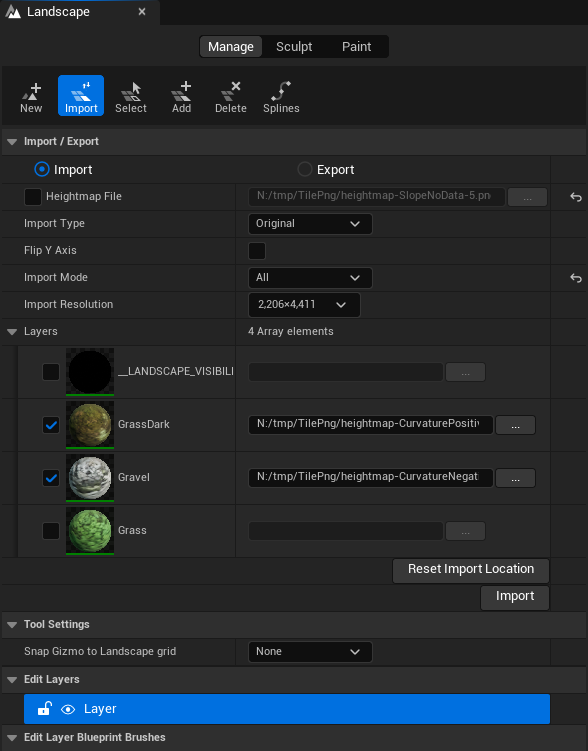 Landscape ×
Manage Sculpt Paint
New Import Select Add Delete Splines
Import / Export
Import Export
Heightmap File N:/tmp/TilePng/heightmap-SlopeNoData-5.pn ...
Import Type Original
Flip Y Axis
Import Mode All
Import Resolution 2,206×4,411
Layers 4 Array elements
__LANDSCAPE_VISIBILI ...
GrassDark N:/tmp/TilePng/heightmap-CurvaturePositiv ...
Gravel N:/tmp/TilePng/heightmap-CurvatureNegat ...
Grass ...
Reset Import Location
Import
Tool Settings
Snap Gizmo to Landscape grid None
Edit Layers
Layer
Edit Layer Blueprint Brushes